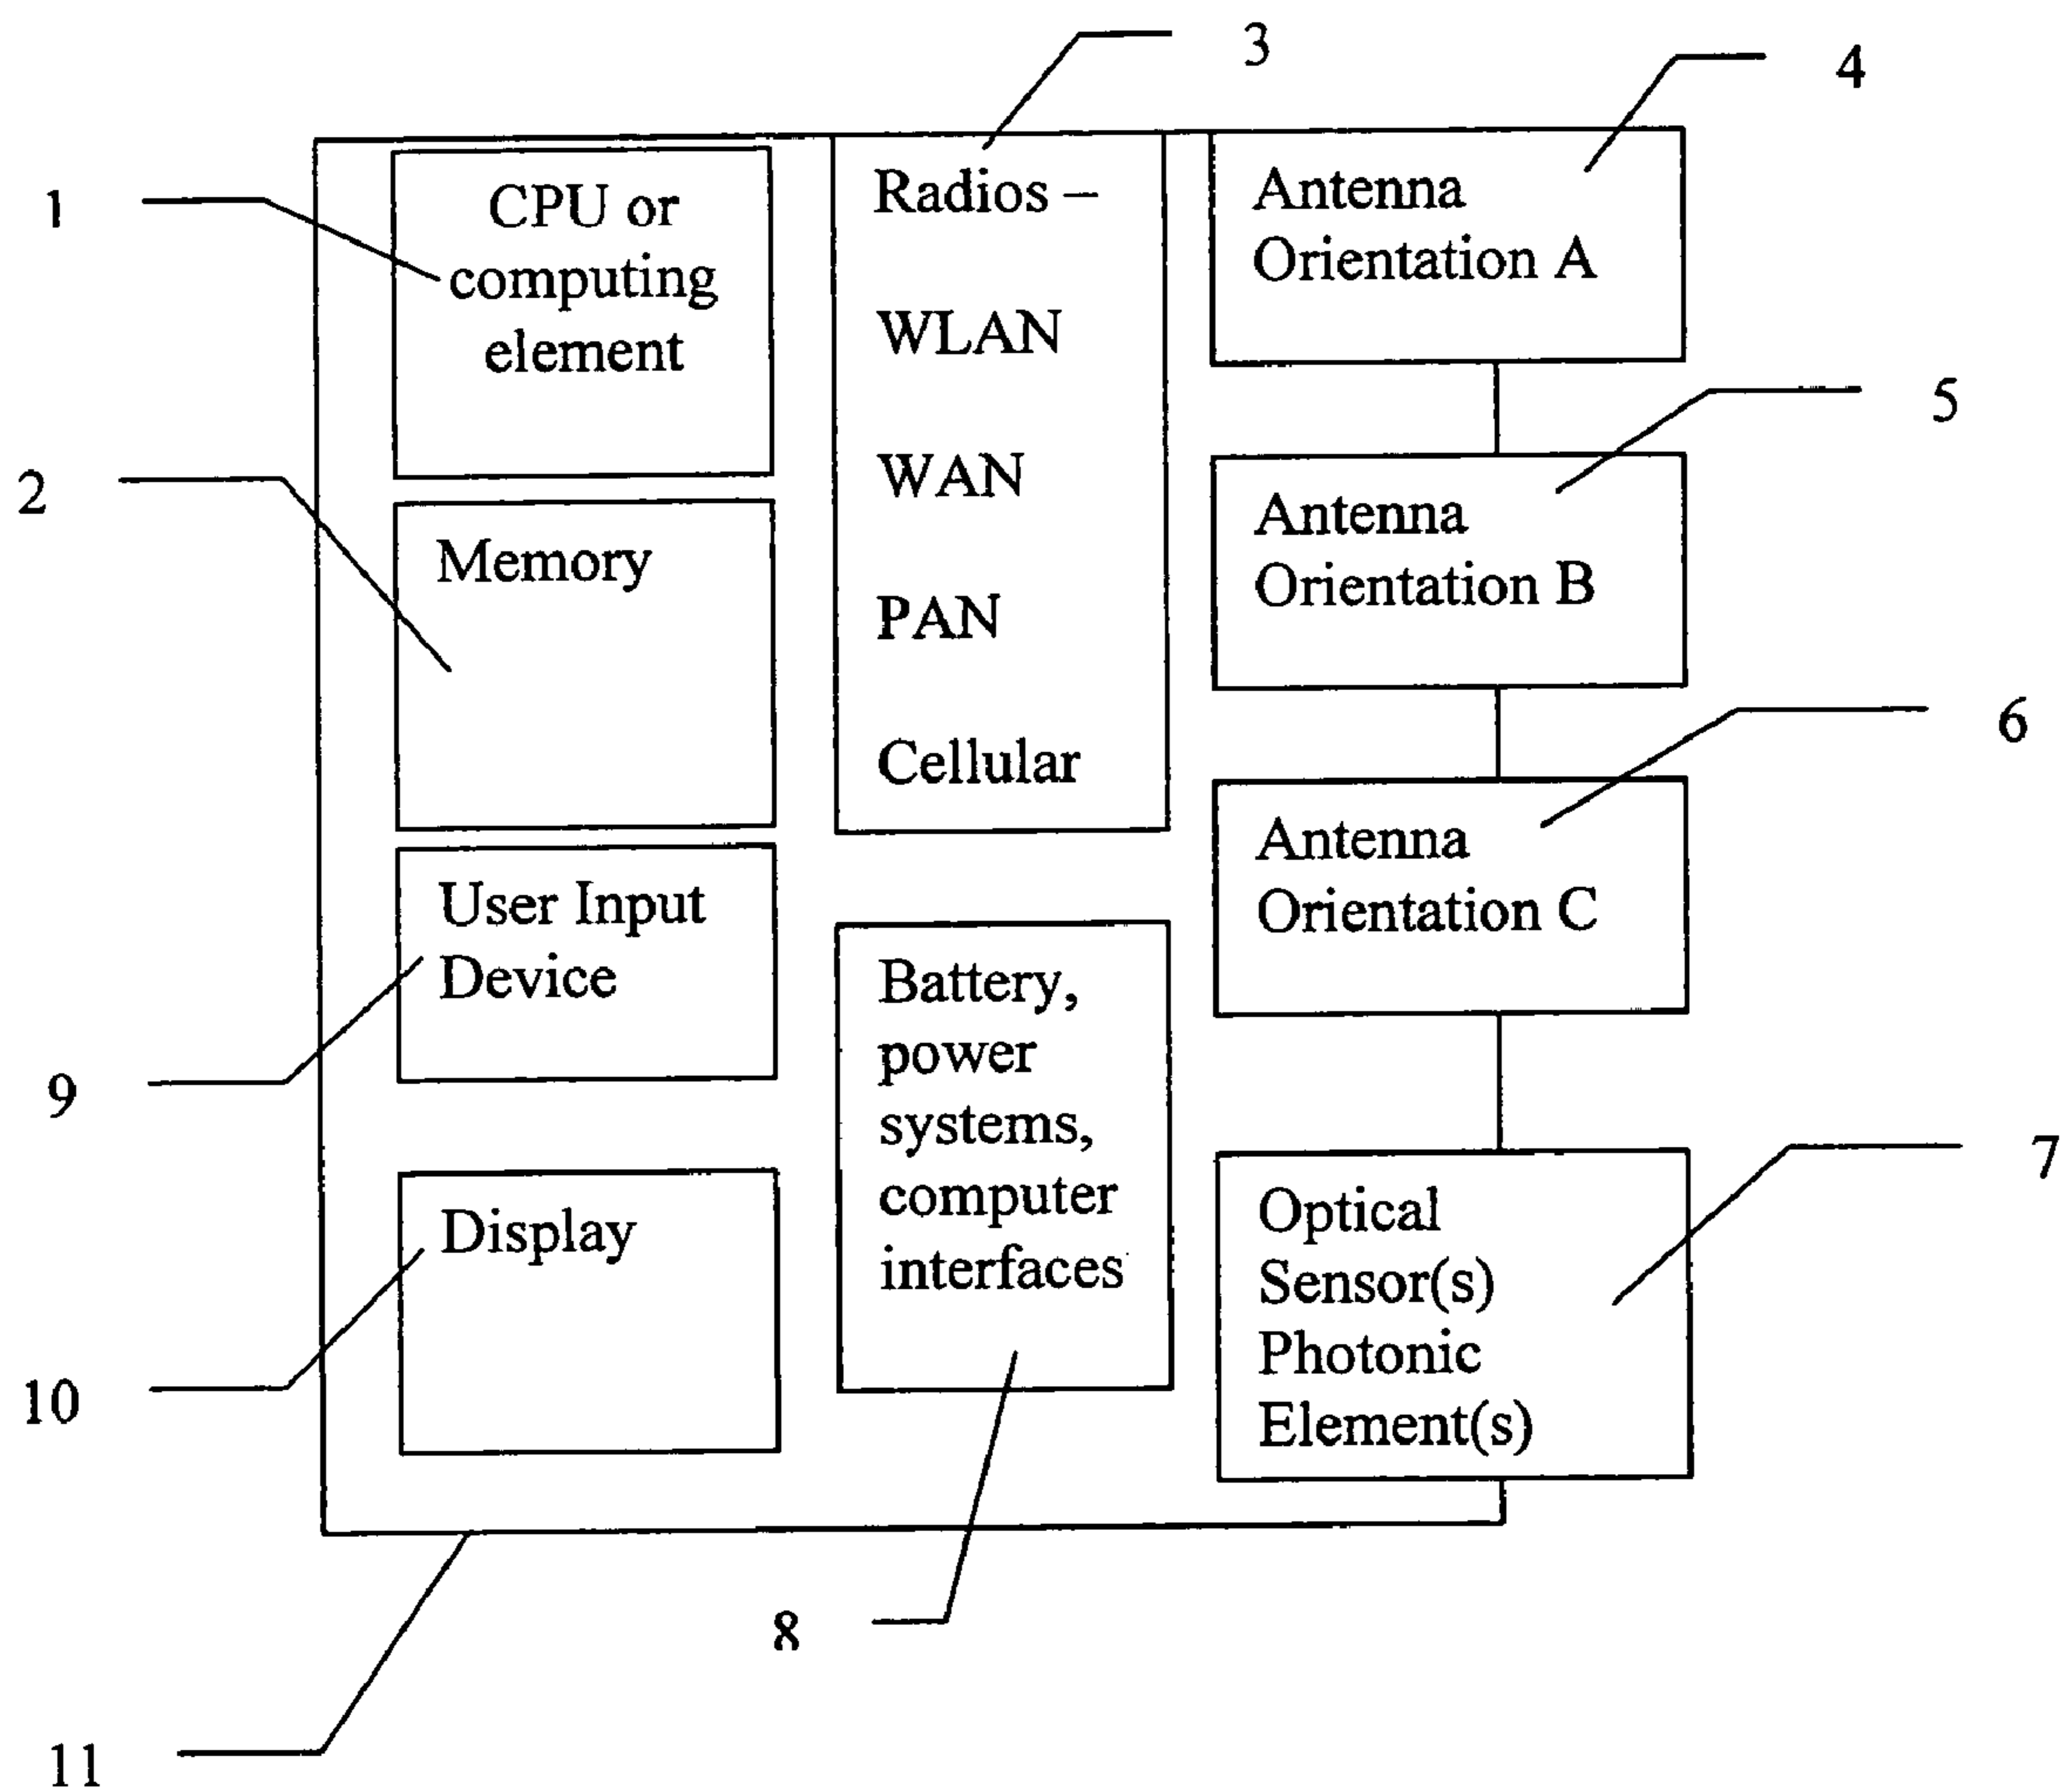 3
4
1
CPU or
computing
element
Radios –
WLAN
WAN
PAN
Cellular
Antenna
Orientation A
5
Antenna
Orientation B
2
Memory
6
Antenna
Orientation C
9
User Input
Device
Battery,
power
systems,
computer
interfaces
7
Optical
Sensor(s)
Photonic
Element(s)
10
Display
8
11